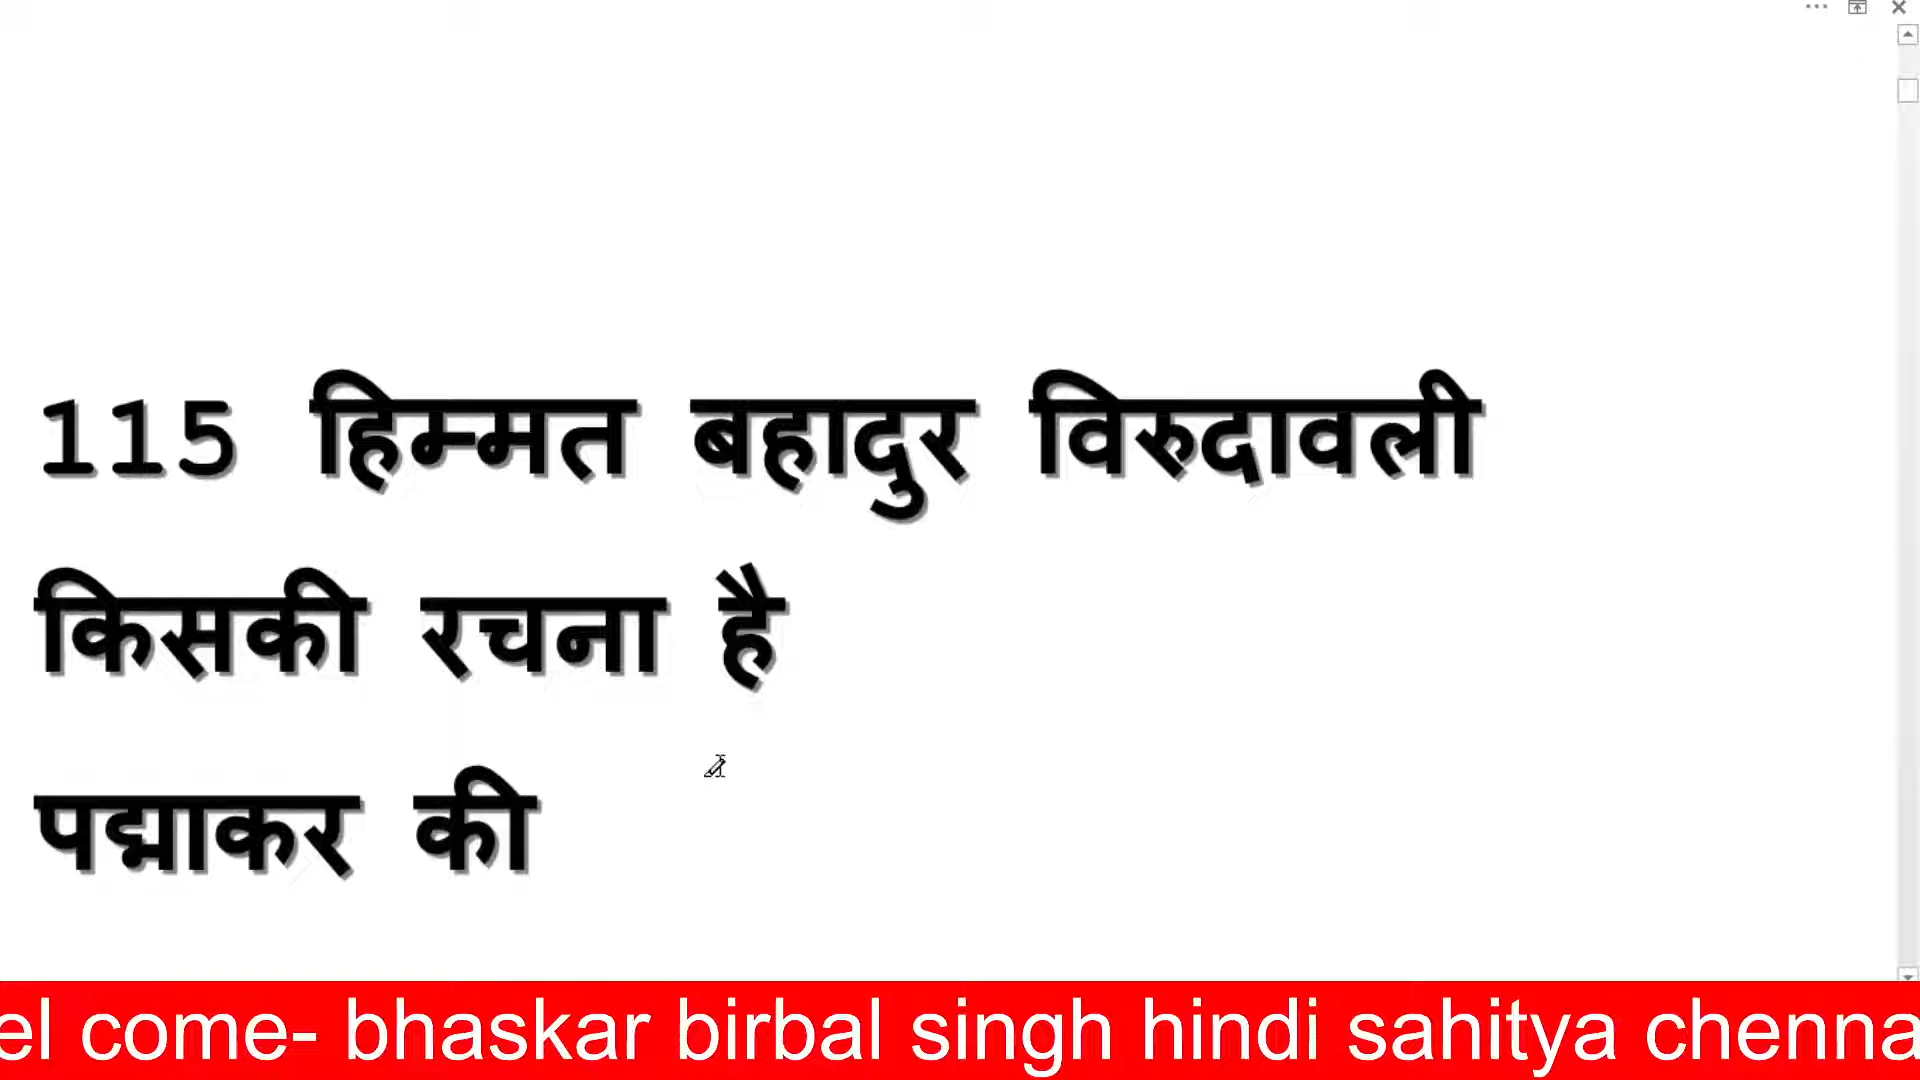 115 हिम्मत बहादुर विरुदावली
किसकी रचना है
पद्माकर की
el come- bhaskar birbal singh hindi sahitya chenna